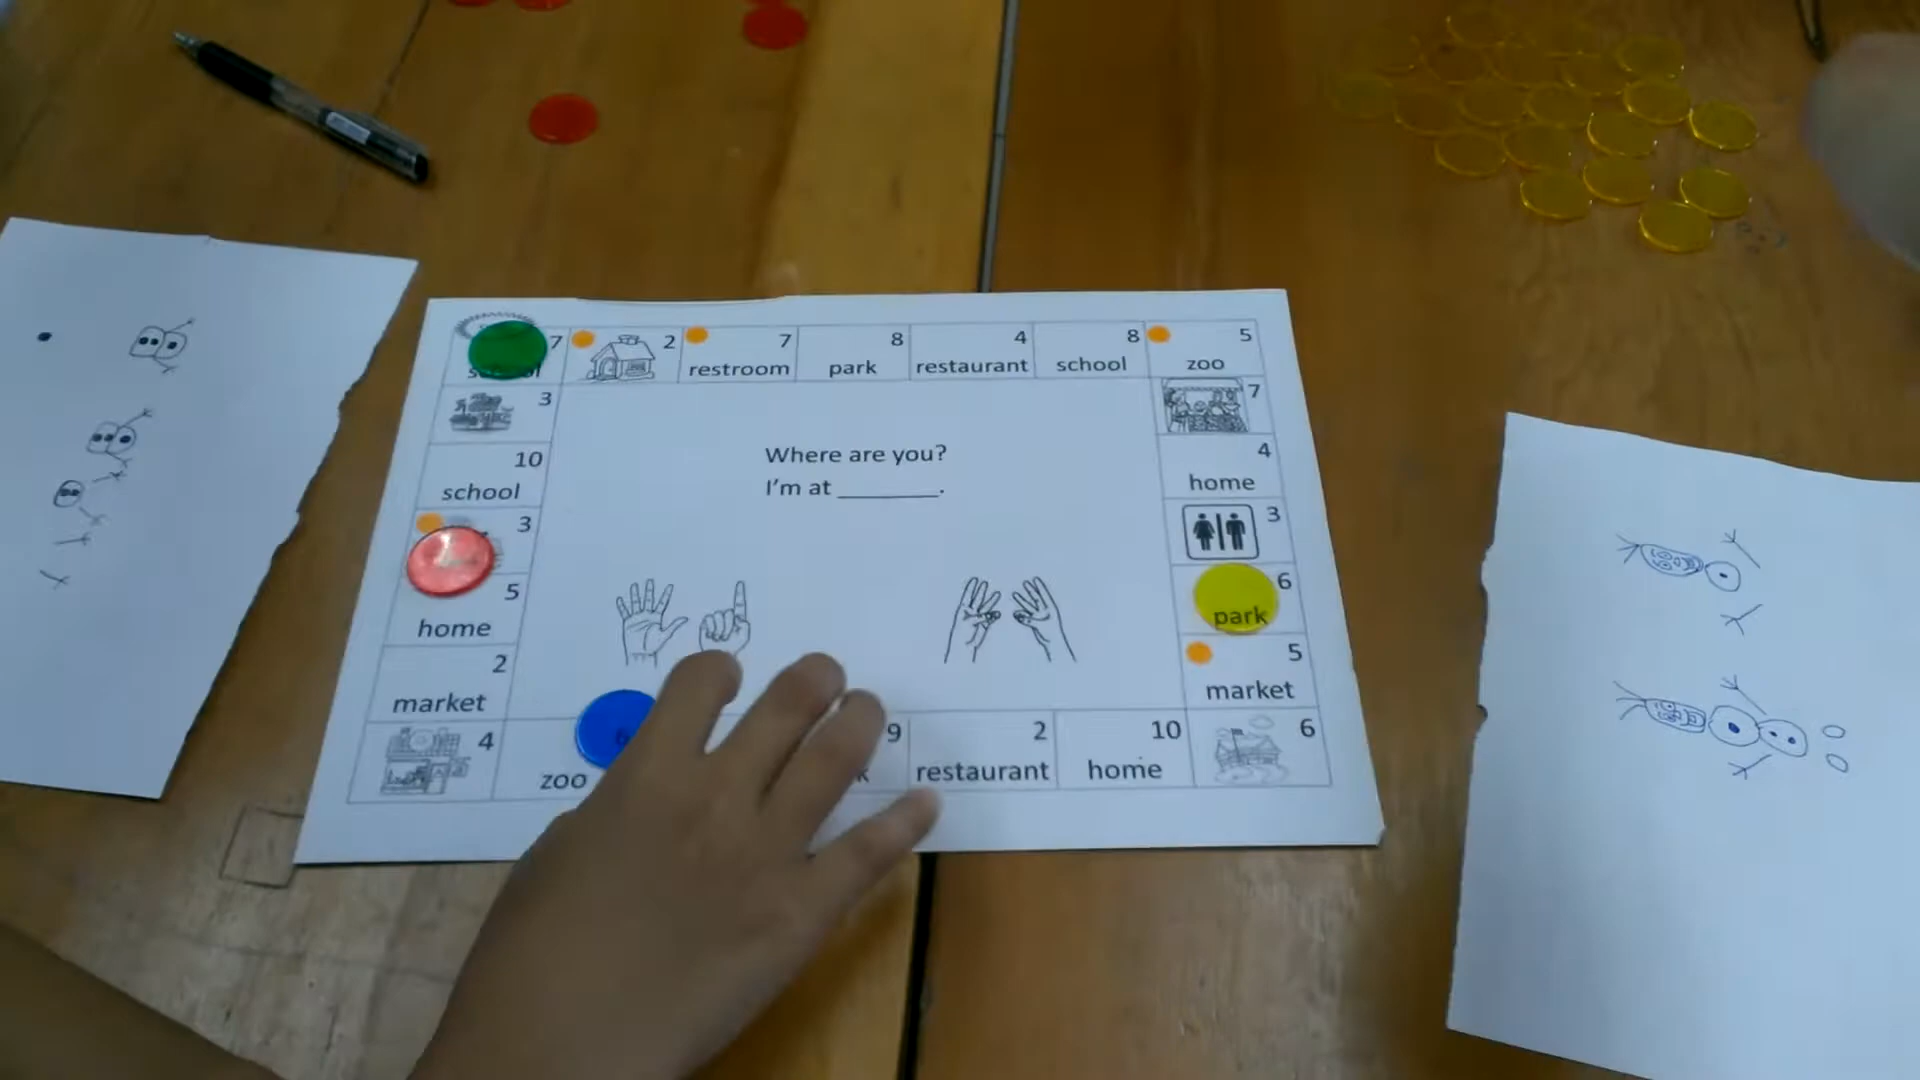 7 2 7 8 4 8 5
restroom park restaurant school zoo
3 7
10 4
school home
3 3
5 6
home park
2 5
market market
Where are you?
I'm at ________.
4 6 9 2 10 6
zoo restaurant home